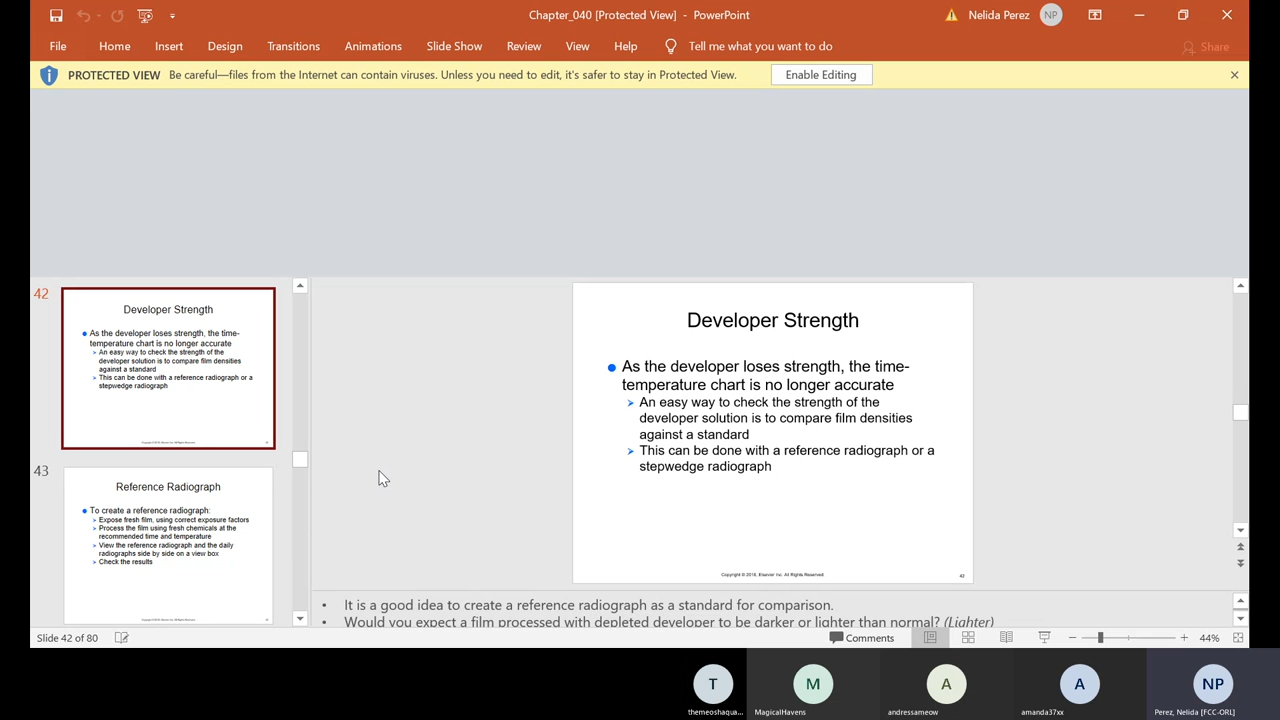 Chapter_040 [Protected View] - PowerPoint
Nelida Perez
NP
File Home Insert Design Transitions Animations Slide Show Review View Help Tell me what you want to do
Share
PROTECTED VIEW Be careful—files from the Internet can contain viruses. Unless you need to edit, it's safer to stay in Protected View.
Enable Editing
42
Developer Strength
As the developer loses strength, the time-
temperature chart is no longer accurate
An easy way to check the strength of the
developer solution is to compare film densities
against a standard
This can be done with a reference radiograph or a
stepwedge radiograph
43
Reference Radiograph
To create a reference radiograph:
Expose fresh film, using correct exposure factors
Process the film using fresh chemicals at the
recommended time and temperature
View the reference radiograph and the daily
radiographs side by side on a view box
Check the results
Developer Strength
As the developer loses strength, the time-
temperature chart is no longer accurate
An easy way to check the strength of the
developer solution is to compare film densities
against a standard
This can be done with a reference radiograph or a
stepwedge radiograph
Copyright © 2018, Elsevier Inc. All Rights Reserved.
42
• It is a good idea to create a reference radiograph as a standard for comparison.
• Would you expect a film processed with depleted developer to be darker or lighter than normal? (Lighter)
Slide 42 of 80
Comments
44%
T
themeoshaqua...
M
MagicalHavens
A
andressameow
A
amanda37xx
NP
Perez, Nelida [FCC-ORL]